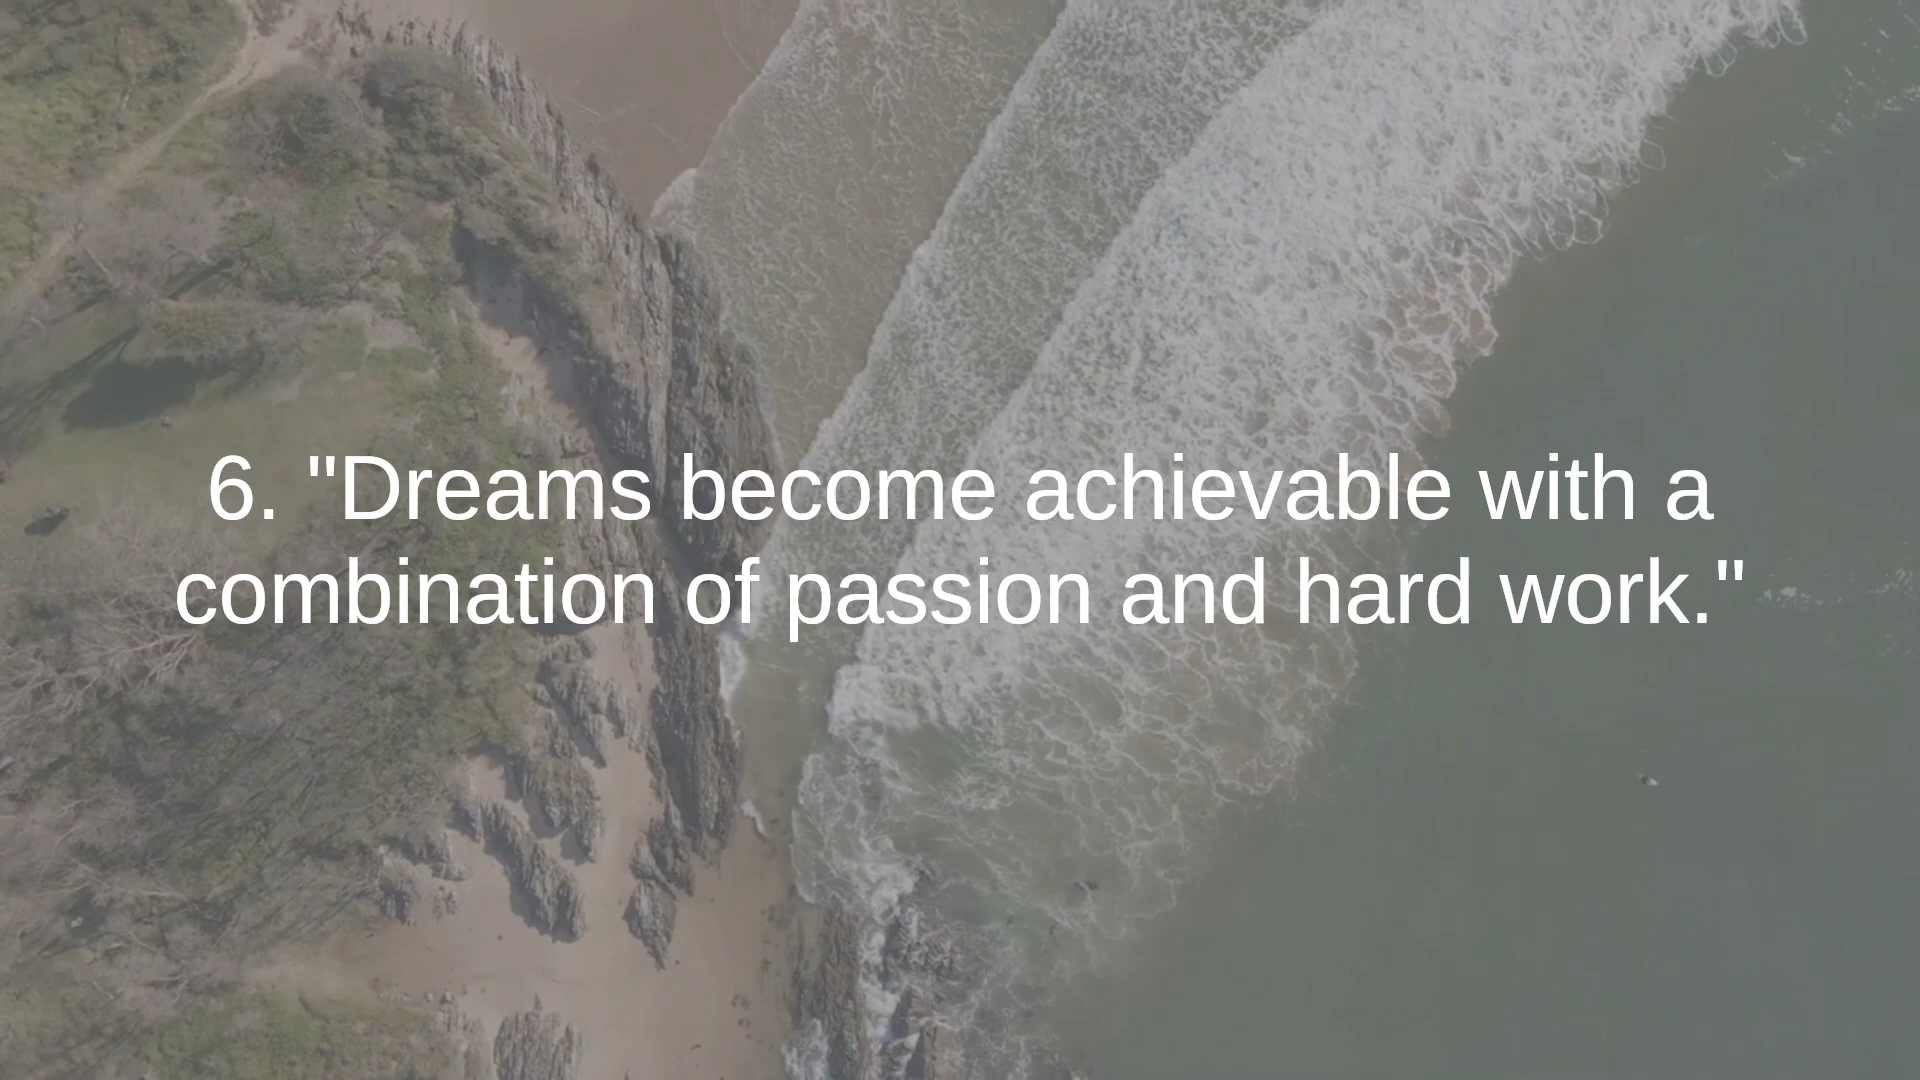 6. "Dreams become achievable with a
combination of passion and hard work."